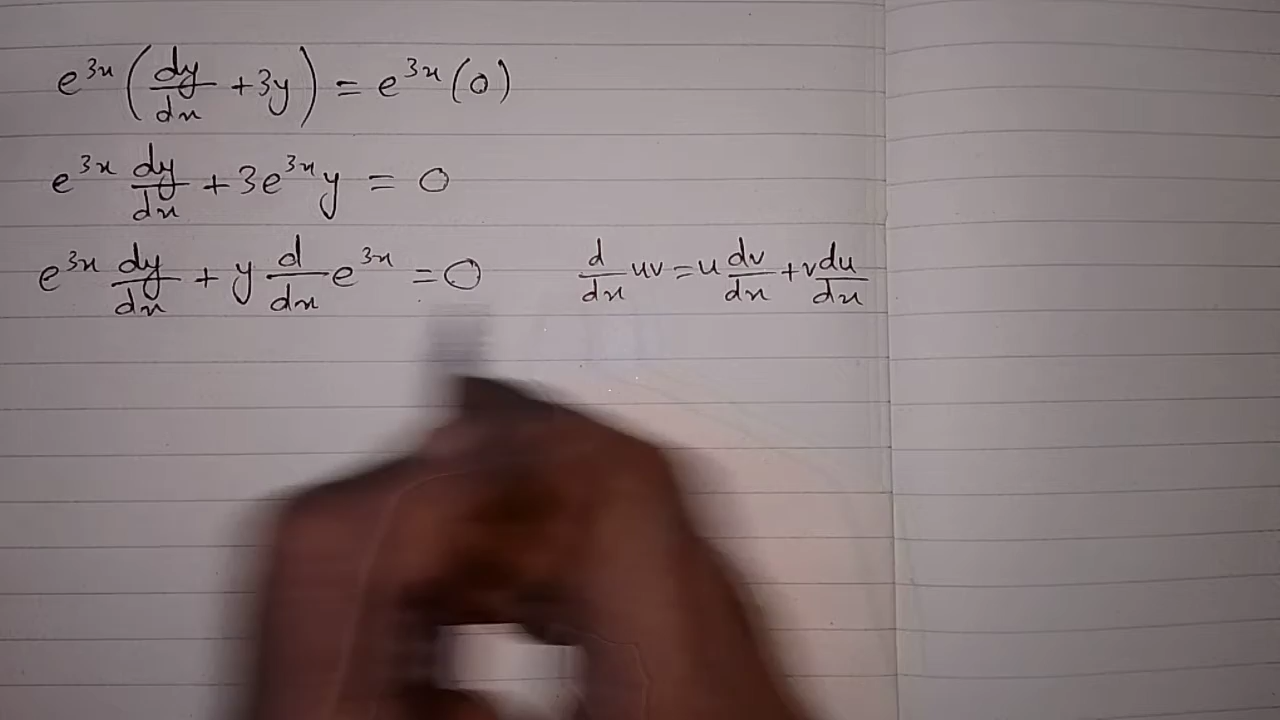 e^{3x} (dy/dx + 3y) = e^{3x} (0)
e^{3x} dy/dx + 3e^{3x} y = 0
e^{3x} dy/dx + y d/dx e^{3x} = 0
d/dx uv = u dv/dx + v du/dx